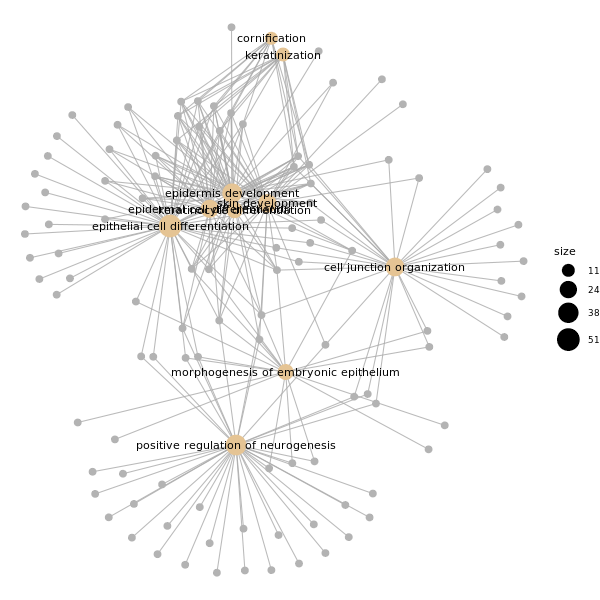 cornification
keratinization
epidermis development
skin development
epidermal cell differentiation
keratinocyte differentiation
epithelial cell differentiation
cell junction organization
size
11
24
38
51
morphogenesis of embryonic epithelium
positive regulation of neurogenesis